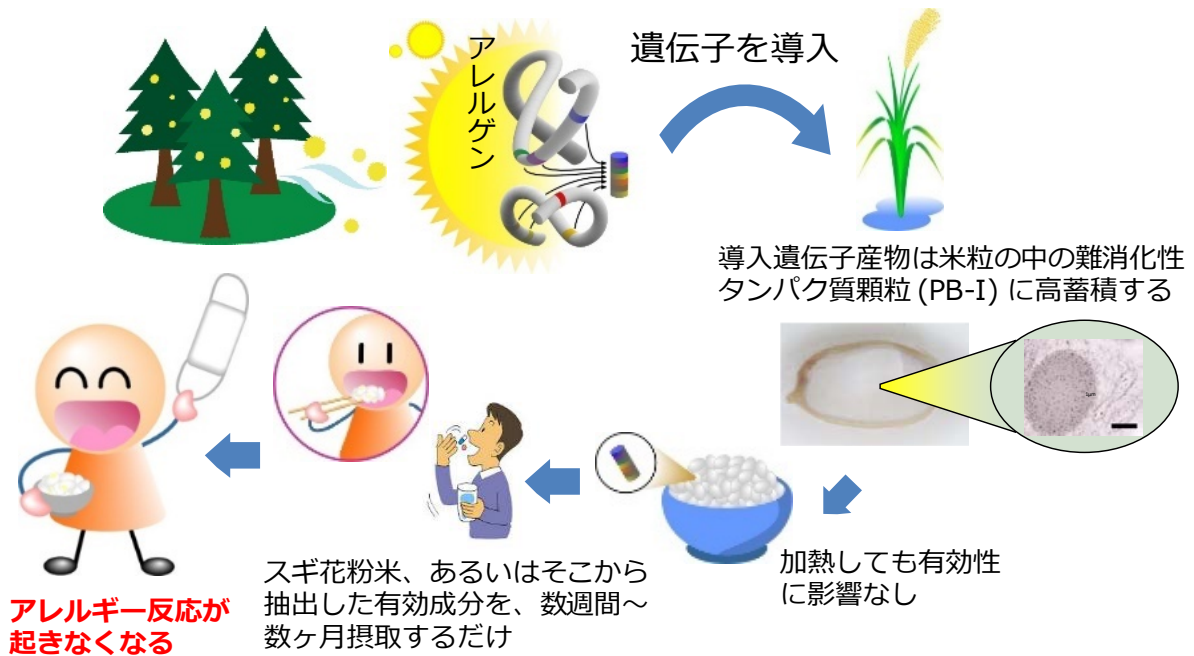 アレルゲン
遺伝子を導入
導入遺伝子産物は米粒の中の難消化性
タンパク質顆粒 (PB-I) に高蓄積する
加熱しても有効性
に影響なし
スギ花粉米、あるいはそこから
抽出した有効成分を、数週間～
数ヶ月摂取するだけ
アレルギー反応が
起きなくなる